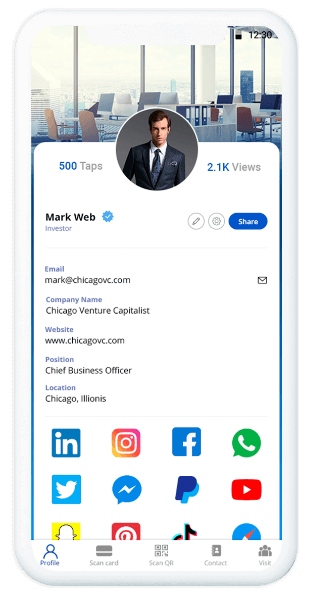 12:30
500 Taps
2.1K Views
Mark Web
Investor
Share
Email
mark@chicagovc.com
Company Name
Chicago Venture Capitalist
Website
www.chicagovc.com
Position
Chief Business Officer
Location
Chicago, Illionis
in
Profile
Scan card
Scan QR
Contact
Visit